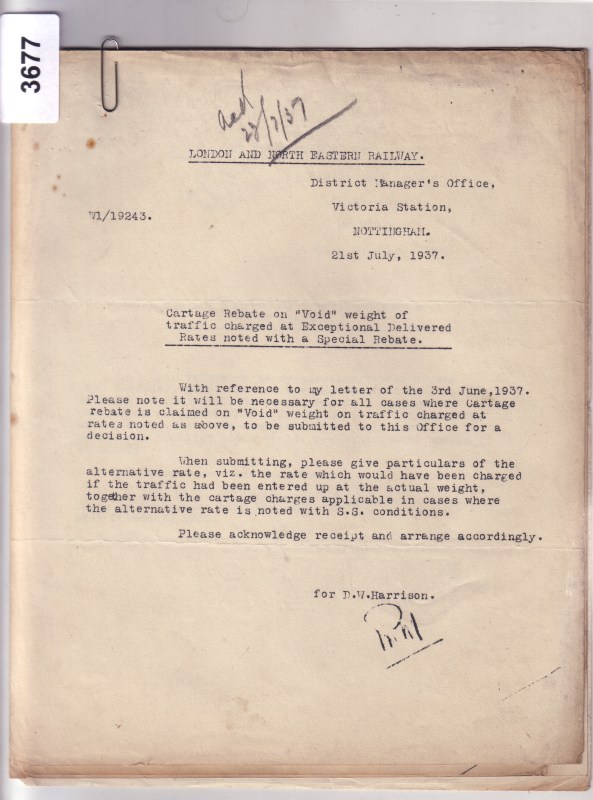 3677
ack
23/7/37
LONDON AND NORTH EASTERN RAILWAY.
District Manager's Office,
Victoria Station,
W1/19243.
NOTTINGHAM.
21st July, 1937.
Cartage Rebate on "Void" weight of
traffic charged at Exceptional Delivered
Rates noted with a Special Rebate.
With reference to my letter of the 3rd June,1937.
Please note it will be necessary for all cases where Cartage
rebate is claimed on "Void" weight on traffic charged at
rates noted as above, to be submitted to this Office for a
decision.
When submitting, please give particulars of the
alternative rate, viz. the rate which would have been charged
if the traffic had been entered up at the actual weight,
together with the cartage charges applicable in cases where
the alternative rate is noted with S.S. conditions.
Please acknowledge receipt and arrange accordingly.
for D.W.Harrison.